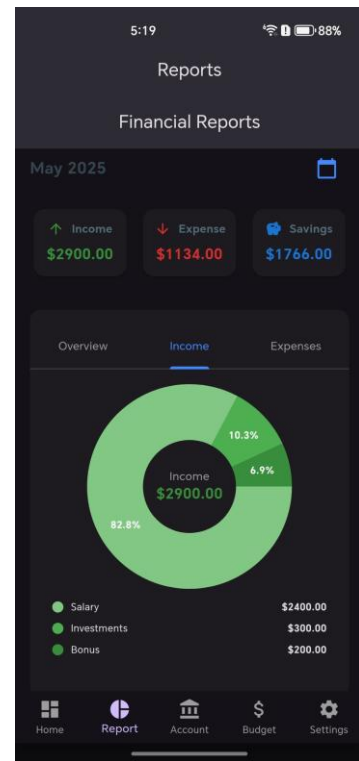 5:19 88%
Reports
Financial Reports
May 2025
Income Expense Savings
$2900.00 $1134.00 $1766.00
Overview Income Expenses
10.3%
6.9%
Income
$2900.00
82.8%
Salary $2400.00
Investments $300.00
Bonus $200.00
Home Report Account Budget Settings